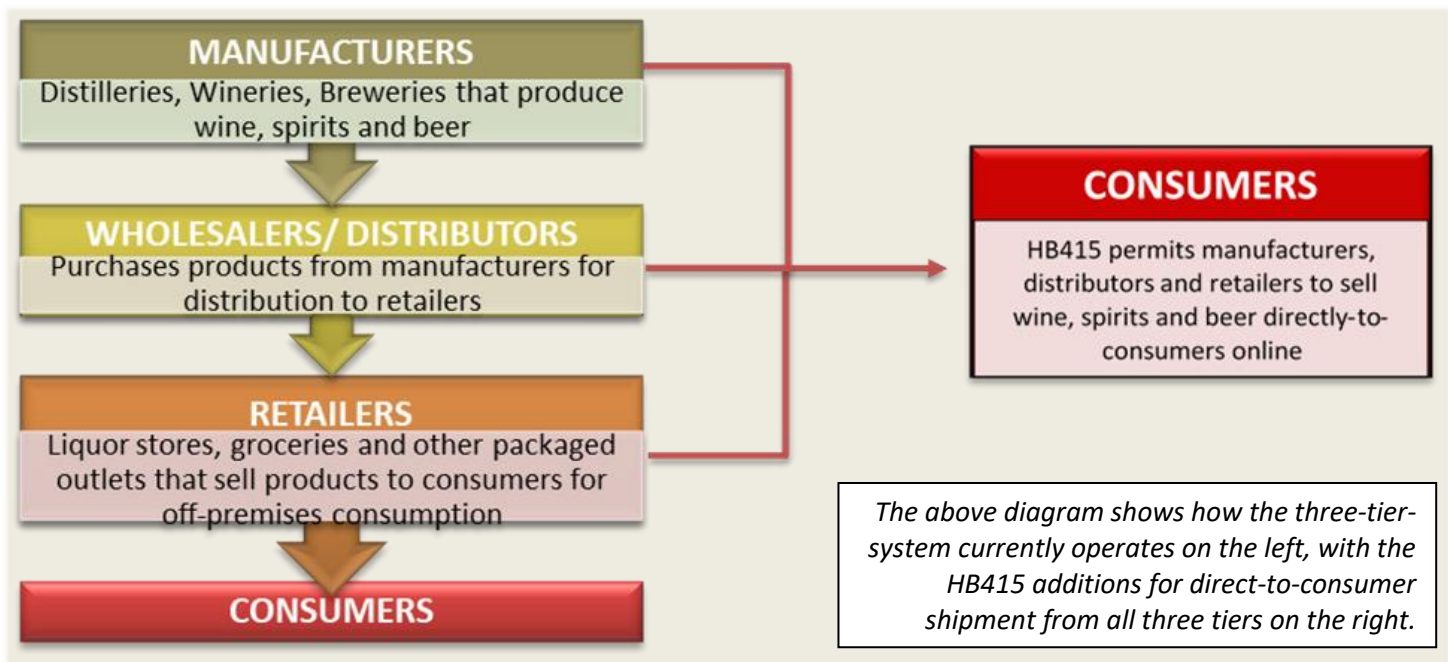 MANUFACTURERS
Distilleries, Wineries, Breweries that produce
wine, spirits and beer
WHOLESALERS/ DISTRIBUTORS
Purchases products from manufacturers for
distribution to retailers
RETAILERS
Liquor stores, groceries and other packaged
outlets that sell products to consumers for
off-premises consumption
CONSUMERS
CONSUMERS
HB415 permits manufacturers,
distributors and retailers to sell
wine, spirits and beer directly-to-
consumers online
The above diagram shows how the three-tier-
system currently operates on the left, with the
HB415 additions for direct-to-consumer
shipment from all three tiers on the right.